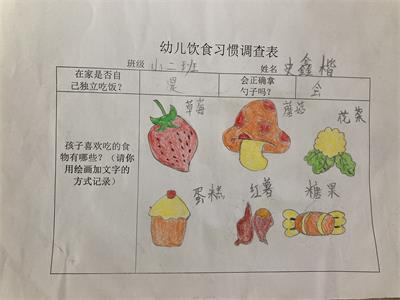 幼儿饮食习惯调查表
班级 小二班 姓名 史鑫楷
在家是否自己独立吃饭？ 是 会正确拿勺子吗？ 会
草莓 蘑菇 花菜
孩子喜欢吃的食
物有哪些？（请你
用绘画加文字的
方式记录）
蛋糕 红薯 糖果